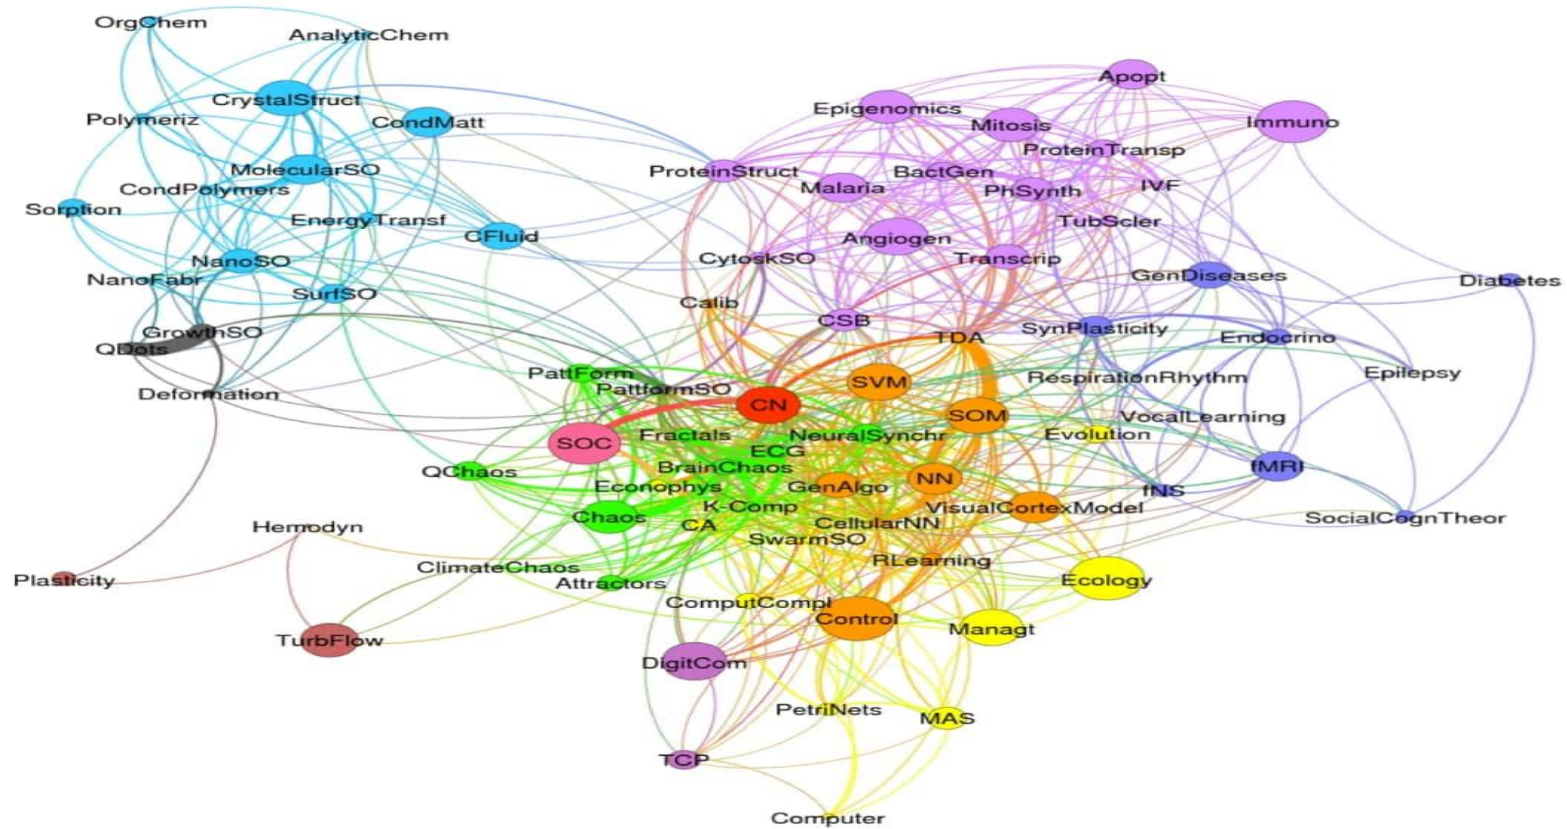 OrgChem
AnalyticChem
Apopt
CrystalStruct
Epigenomics
Polymeriz
CondMatt
Mitosis
Immuno
ProteinTransp
MolecularSO
ProteinStruct
BactGen
CondPolymers
Malaria
PhSynth
IVF
Sorption
EnergyTransf
TubScler
CFluid
Angiogen
NanoSO
CytoskSO
Transcrip
NanoFabr
GenDiseases
Diabetes
SurfSO
Calib
CSB
GrowthSO
SynPlasticity
QDots
TDA
Endocrino
PattForm
PattformSO
SVM
RespirationRhythm
Epilepsy
Deformation
CN
SOM
VocalLearning
SOC
Fractals
NeuralSynchr
Evolution
ECG
QChaos
BrainChaos
fMRI
Econophys
GenAlgo
NN
fNS
K-Comp
VisualCortexModel
Chaos
CA
CellularNN
SocialCognTheor
Hemodyn
SwarmSO
ClimateChaos
RLearning
Plasticity
Attractors
Ecology
ComputCompl
Control
Managt
TurbFlow
DigitCom
PetriNets
MAS
TCP
Computer